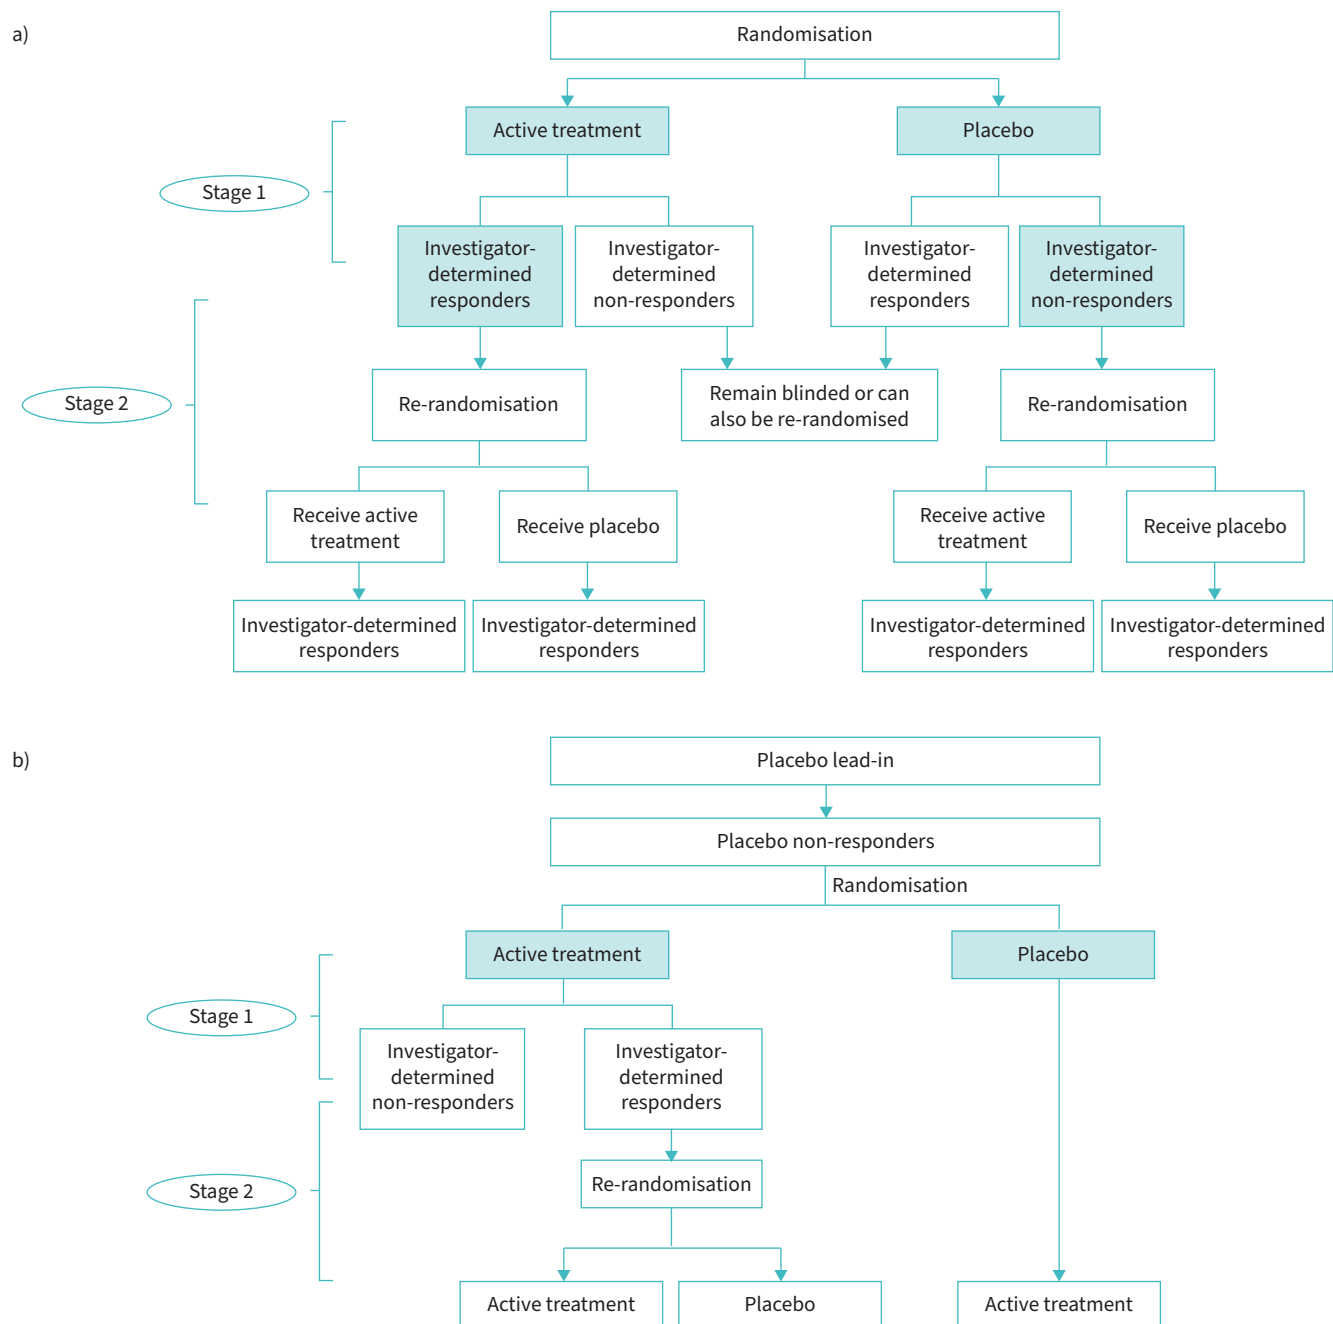 a)
Randomisation
Active treatment
Placebo
Stage 1
Investigator-
determined
responders
Investigator-
determined
non-responders
Investigator-
determined
responders
Investigator-
determined
non-responders
Stage 2
Re-randomisation
Remain blinded or can
also be re-randomised
Re-randomisation
Receive active
treatment
Receive placebo
Receive active
treatment
Receive placebo
Investigator-determined
responders
Investigator-determined
responders
Investigator-determined
responders
Investigator-determined
responders
b)
Placebo lead-in
Placebo non-responders
Randomisation
Active treatment
Placebo
Stage 1
Investigator-
determined
non-responders
Investigator-
determined
responders
Stage 2
Re-randomisation
Active treatment
Placebo
Active treatment